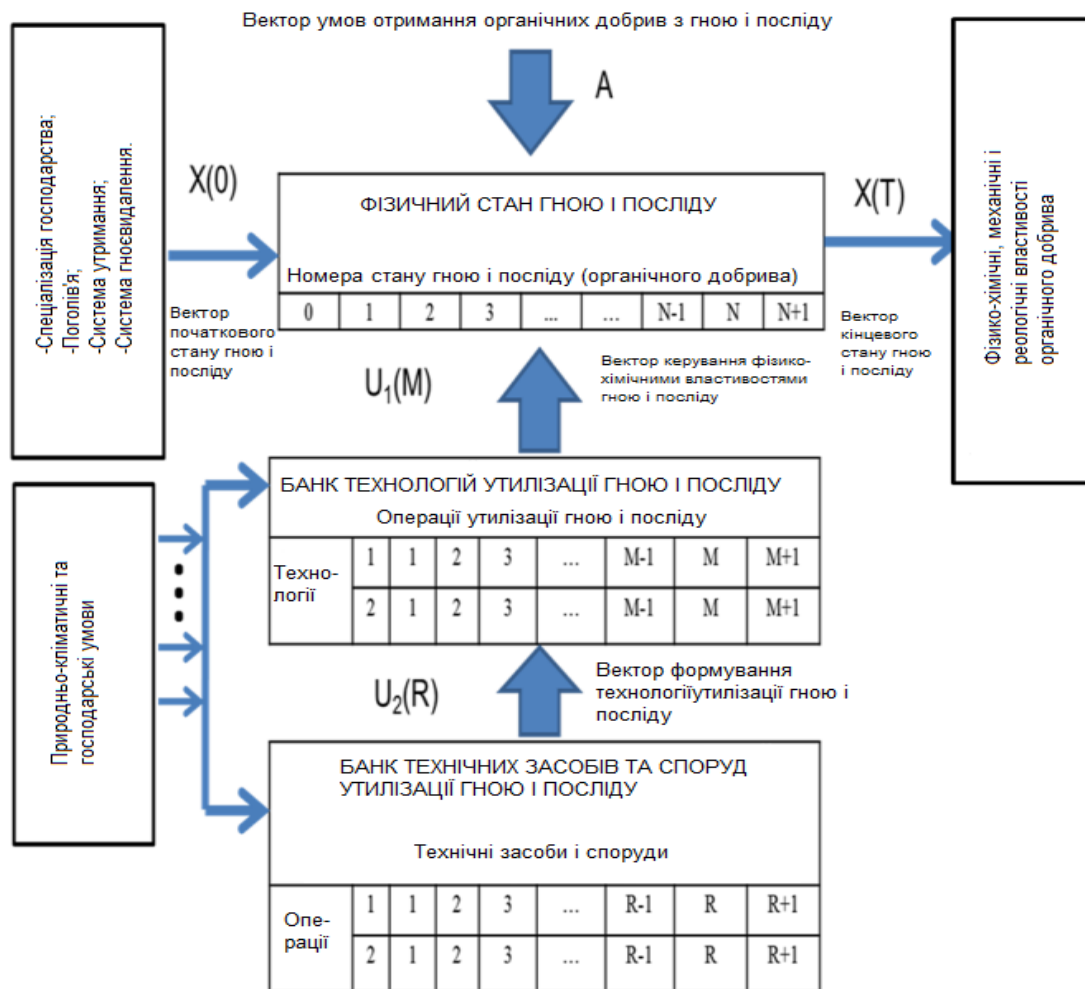 Вектор умов отримання органічних добрив з гною і посліду
A
-Спеціалізація господарства;
-Поголів'я;
-Система утримання;
-Система гноєвидалення.
X(0)
Вектор
початкового
стану гною і
посліду
ФІЗИЧНИЙ СТАН ГНОЮ І ПОСЛІДУ
Номера стану гною і посліду (органічного добрива)
0 1 2 3 ... ... N-1 N N+1
X(T)
Вектор
кінцевого
стану гною
і посліду
Фізико-хімічні, механічні і
реологічні властивості
органічного добрива
U1(M)
Вектор керування фізико-
хімічними властивостями
гною і посліду
Природньо-кліматичні та
господарські умови
БАНК ТЕХНОЛОГІЙ УТИЛІЗАЦІЇ ГНОЮ І ПОСЛІДУ
Операції утилізації гною і посліду
Техно-
логії
1 1 2 3 ... M-1 M M+1
2 1 2 3 ... M-1 M M+1
U2(R)
Вектор формування
технологіїутилізації гною і
посліду
БАНК ТЕХНІЧНИХ ЗАСОБІВ ТА СПОРУД
УТИЛІЗАЦІЇ ГНОЮ І ПОСЛІДУ
Технічні засоби і споруди
Опе-
рації
1 1 2 3 ... R-1 R R+1
2 1 2 3 ... R-1 R R+1